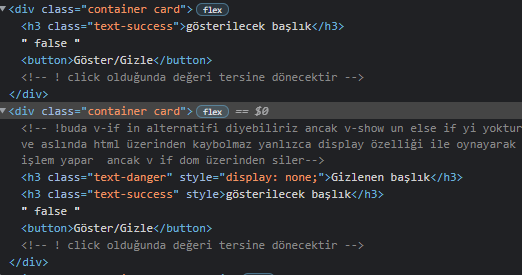 ▼<div class="container card"> flex
<h3 class="text-success">gösterilecek başlık</h3>
" false "
<button>Göster/Gizle</button>
<!-- ! click olduğunda değeri tersine dönecektir -->
</div>
▼<div class="container card"> flex == $0
<!-- !buda v-if in alternatifi diyebiliriz ancak v-show un else if yi yoktur
ve aslında html üzerinden kaybolmaz yanlızca display özelliği ile oynayarak
işlem yapar  ancak v if dom üzerinden siler-->
<h3 class="text-danger" style="display: none;">Gizlenen başlık</h3>
<h3 class="text-success" style>gösterilecek başlık</h3>
" false "
<button>Göster/Gizle</button>
<!-- ! click olduğunda değeri tersine dönecektir -->
</div>